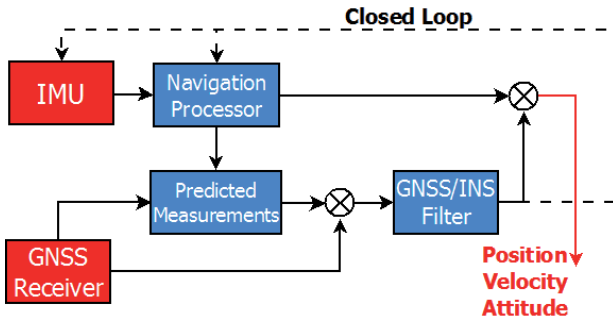 Closed Loop
IMU
Navigation
Processor
Predicted
Measurements
GNSS/INS
Filter
GNSS
Receiver
Position
Velocity
Attitude